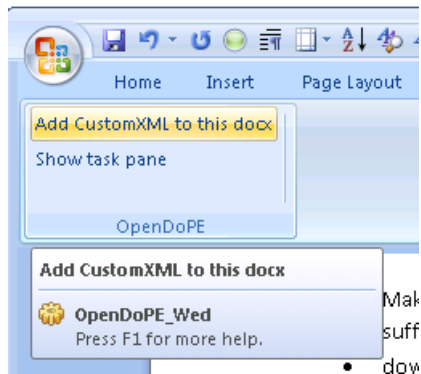 Home Insert Page Layout
Add CustomXML to this docx
Show task pane
OpenDoPE
Add CustomXML to this docx
OpenDoPE_Wed
Press F1 for more help.
Mak
suff
dow